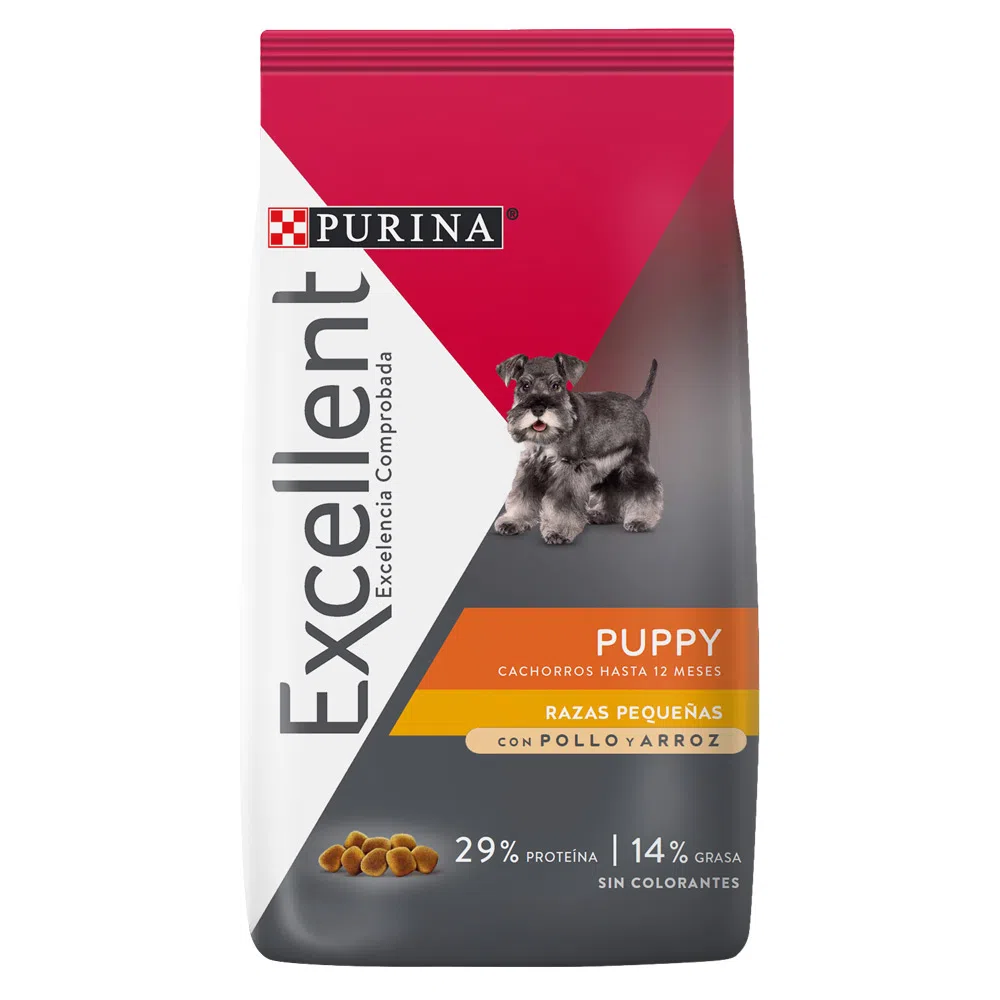 PURINA®
Excellent
Excelencia Comprobada
PUPPY
CACHORROS HASTA 12 MESES
RAZAS PEQUEÑAS
CON POLLO Y ARROZ
29% PROTEÍNA | 14% GRASA
SIN COLORANTES